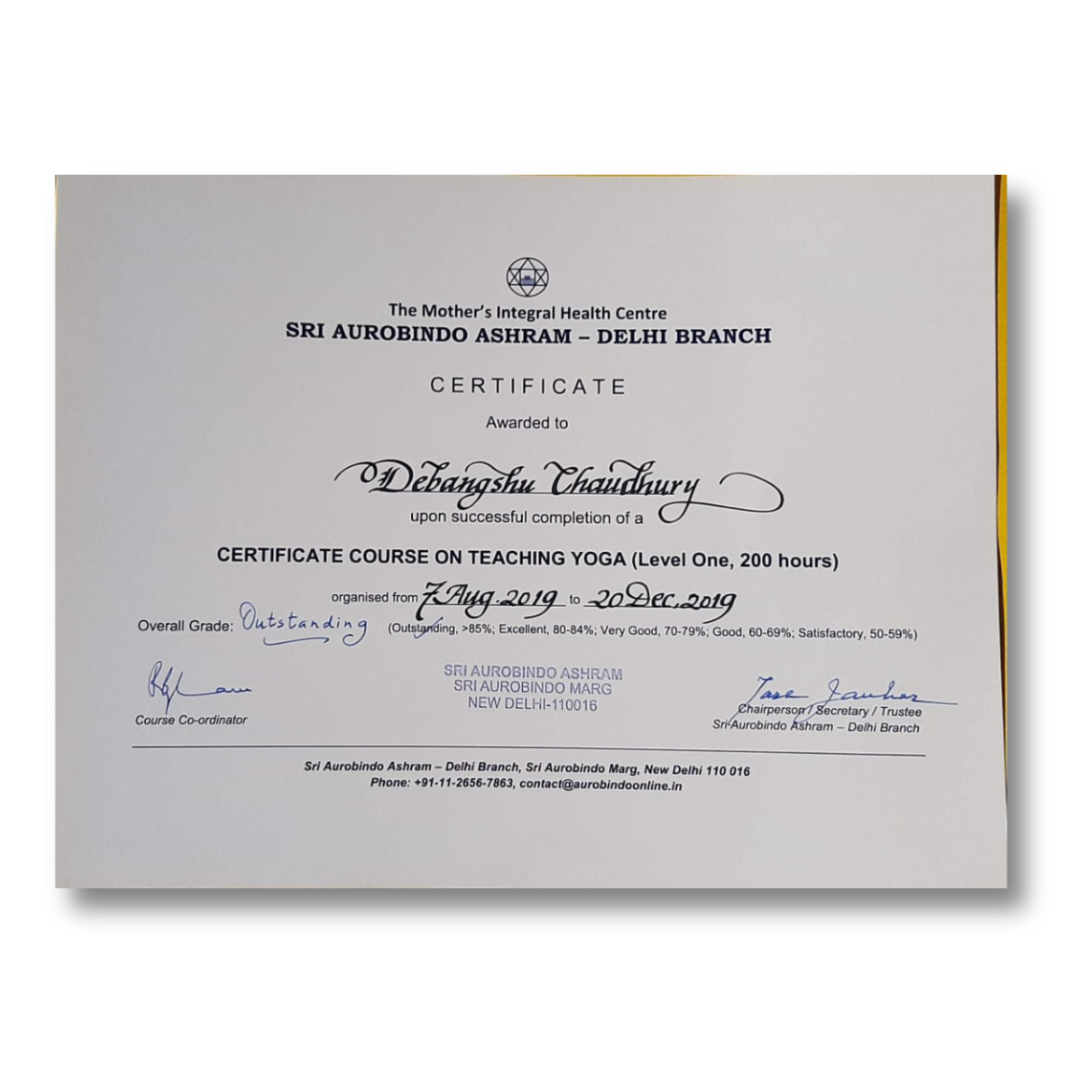 The Mother's Integral Health Centre
SRI AUROBINDO ASHRAM – DELHI BRANCH
CERTIFICATE
Awarded to
Debangshu Chaudhury
upon successful completion of a
CERTIFICATE COURSE ON TEACHING YOGA (Level One, 200 hours)
organised from 7 Aug. 2019 to 20 Dec, 2019
Overall Grade: Outstanding (Outstanding, >85%; Excellent, 80-84%; Very Good, 70-79%; Good, 60-69%; Satisfactory, 50-59%)
SRI AUROBINDO ASHRAM
SRI AUROBINDO MARG
NEW DELHI-110016
Course Co-ordinator
Tara Jauhar
Chairperson / Secretary / Trustee
Sri Aurobindo Ashram – Delhi Branch
Sri Aurobindo Ashram – Delhi Branch, Sri Aurobindo Marg, New Delhi 110 016
Phone: +91-11-2656-7863, contact@aurobindoonline.in